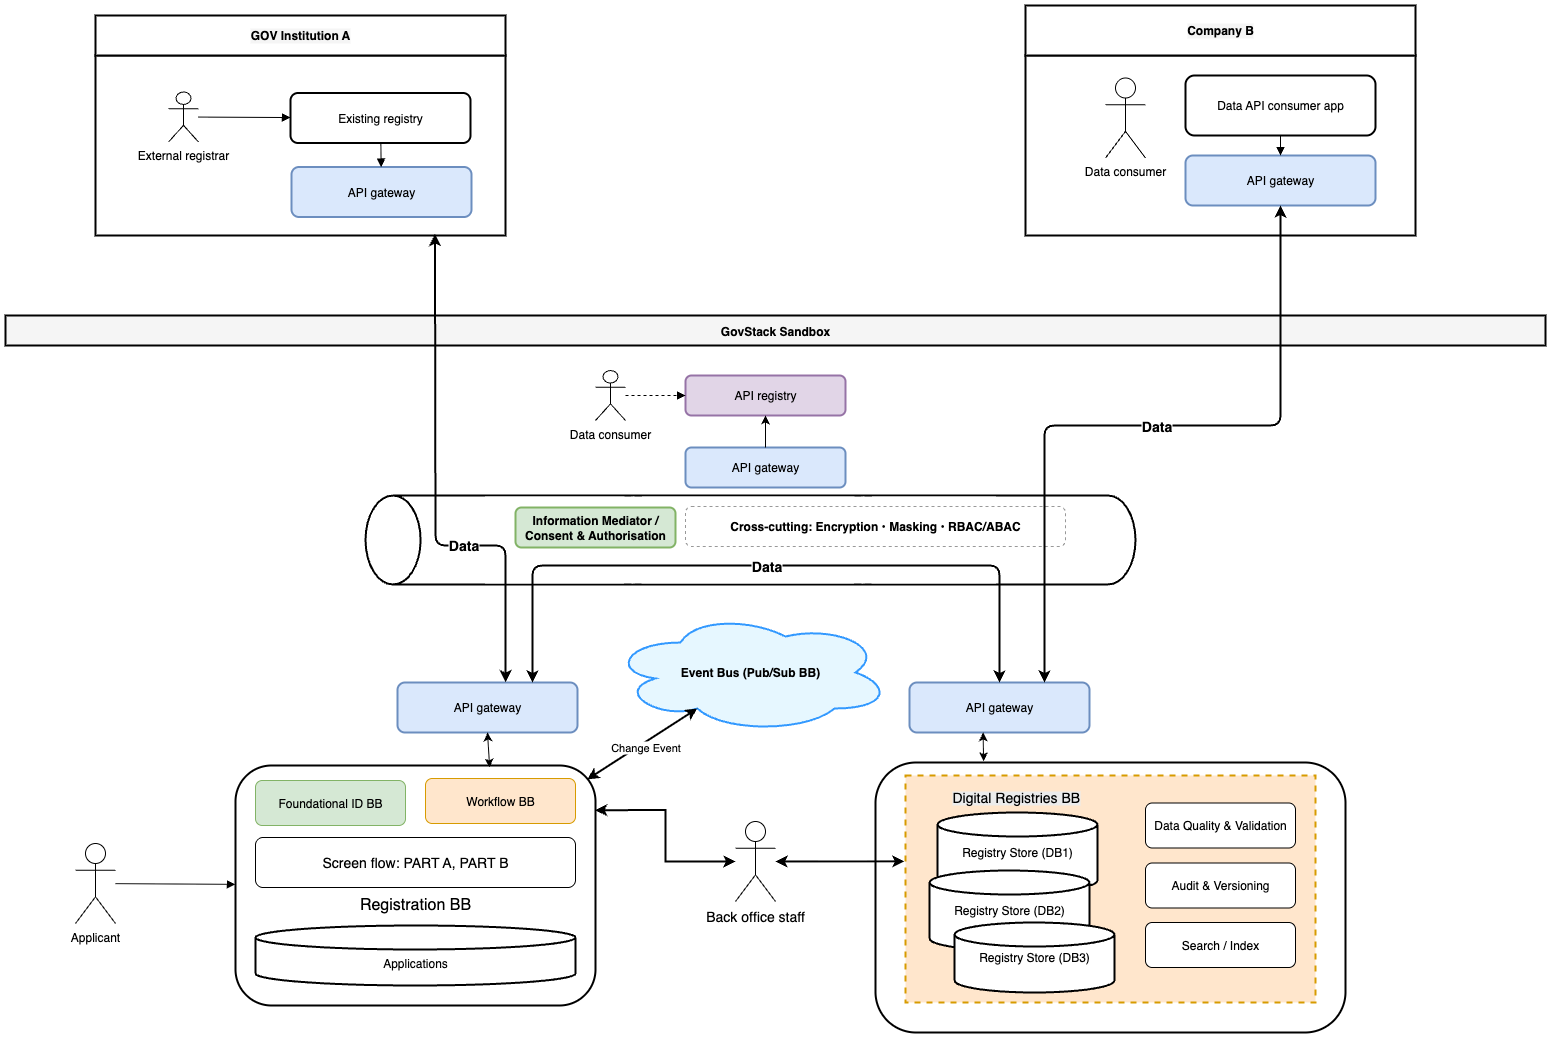 GOV Institution A
Company B
External registrar
Existing registry
API gateway
Data consumer
Data API consumer app
API gateway
GovStack Sandbox
Data consumer
API registry
API gateway
Data
Information Mediator /
Consent & Authorisation
Cross-cutting: Encryption • Masking • RBAC/ABAC
Data
Data
Event Bus (Pub/Sub BB)
API gateway
API gateway
Change Event
Foundational ID BB
Workflow BB
Screen flow: PART A, PART B
Registration BB
Applications
Applicant
Back office staff
Digital Registries BB
Registry Store (DB1)
Registry Store (DB2)
Registry Store (DB3)
Data Quality & Validation
Audit & Versioning
Search / Index